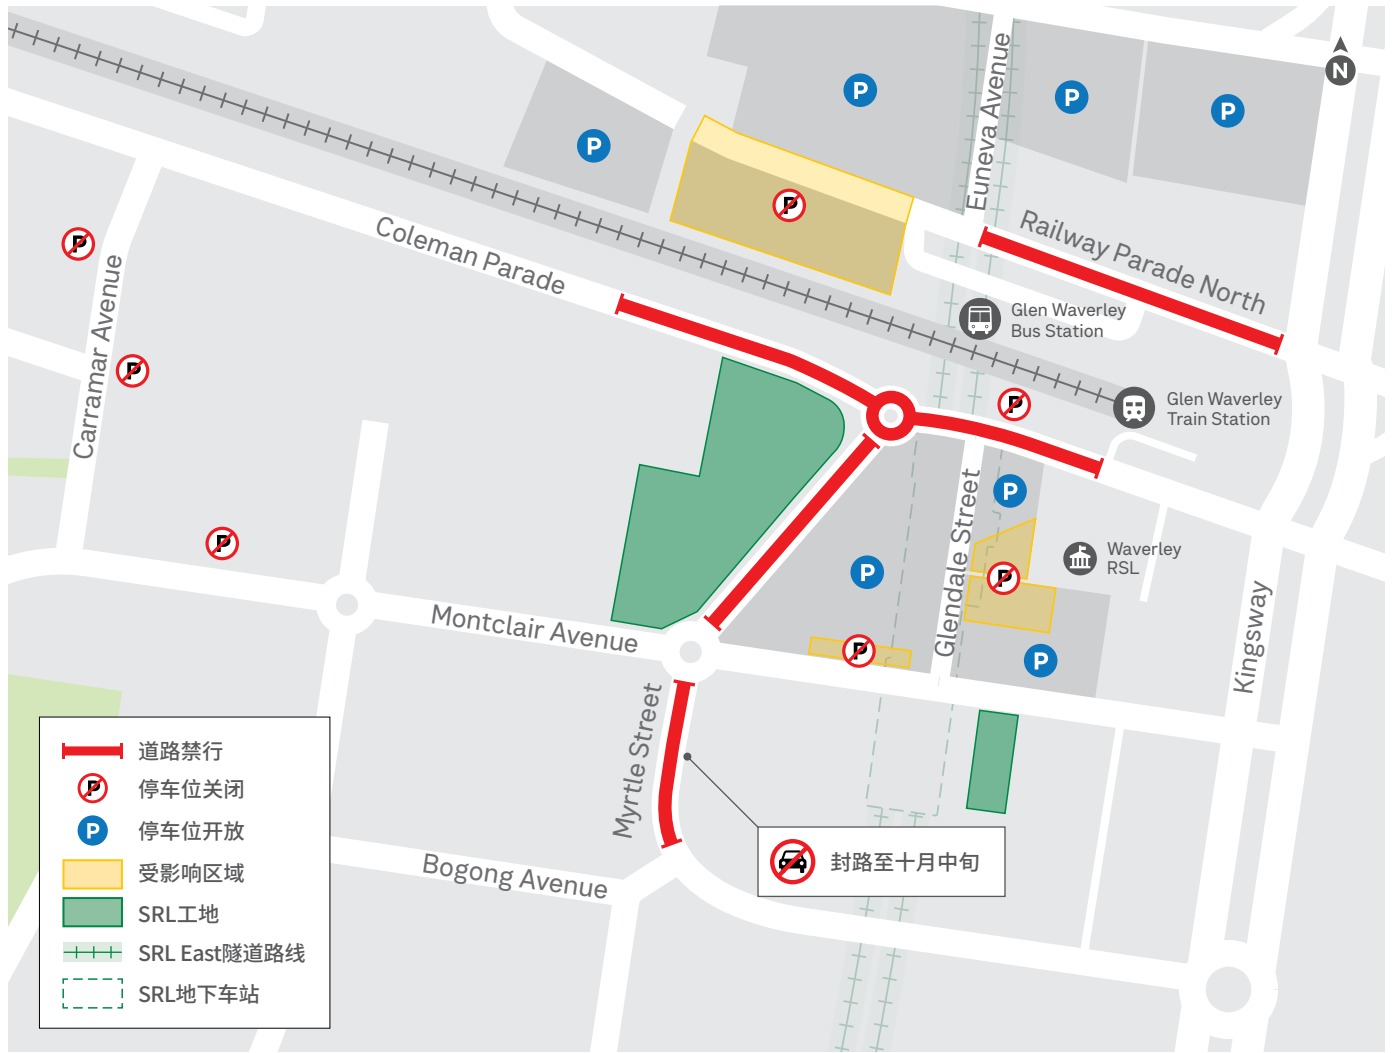 N
P
P
P
P
P
Euneva Avenue
Railway Parade North
Coleman Parade
P
Carramar Avenue
Glen Waverley
Bus Station
P
Glen Waverley
Train Station
P
P
Glendale Street
P
Waverley
RSL
P
P
Kingsway
Montclair Avenue
P
P
Myrtle Street
Bogong Avenue
封路至十月中旬
道路禁行
P
停车位关闭
P
停车位开放
受影响区域
SRL工地
SRL East隧道路线
SRL地下车站